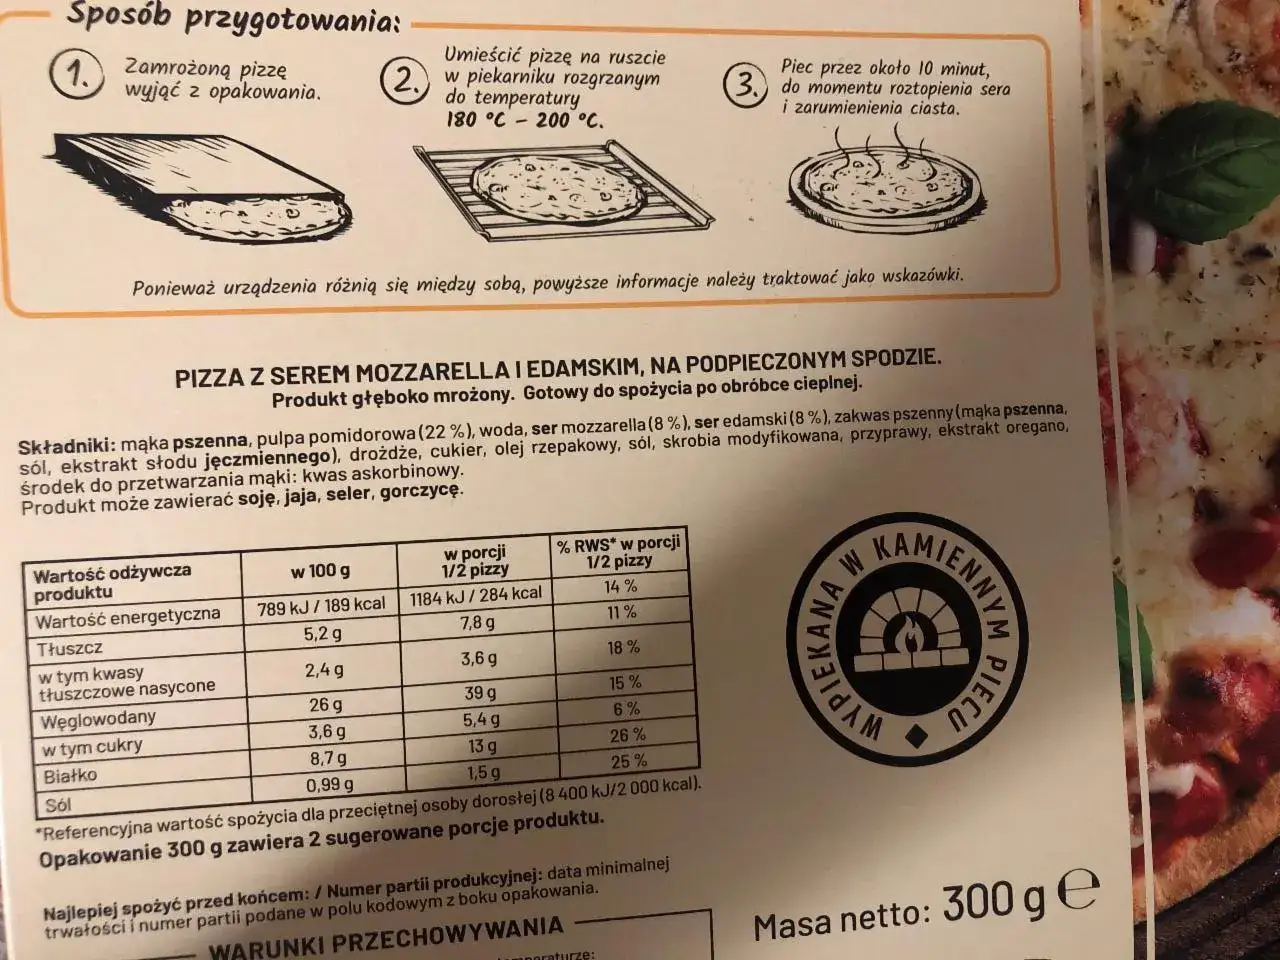 Sposób przygotowania:
1.
Zamrożoną pizzę
wyjąć z opakowania.
2.
Umieścić pizzę na ruszcie
w piekarniku rozgrzanym
do temperatury
180 °C – 200 °C.
3.
Piec przez około 10 minut,
do momentu roztopienia sera
i zarumienienia ciasta.
Ponieważ urządzenia różnią się między sobą, powyższe informacje należy traktować jako wskazówki.
PIZZA Z SEREM MOZZARELLA I EDAMSKIM, NA PODPIECZONYM SPODZIE.
Produkt głęboko mrożony. Gotowy do spożycia po obróbce cieplnej.
Składniki: mąka pszenna, pulpa pomidorowa (22 %), woda, ser mozzarella (8 %), ser edamski (8 %), zakwas pszenny (mąka pszenna,
sól, ekstrakt słodu jęczmiennego), drożdże, cukier, olej rzepakowy, sól, skrobia modyfikowana, przyprawy, ekstrakt oregano,
środek do przetwarzania mąki: kwas askorbinowy.
Produkt może zawierać soję, jaja, seler, gorczycę.
Wartość odżywcza produktu w 100 g w porcji 1/2 pizzy % RWS* w porcji 1/2 pizzy
Wartość energetyczna 789 kJ / 189 kcal 1184 kJ / 284 kcal 14 %
Tłuszcz 5,2 g 7,8 g 11 %
w tym kwasy tłuszczowe nasycone 2,4 g 3,6 g 18 %
Węglowodany 26 g 39 g 15 %
w tym cukry 3,6 g 5,4 g 6 %
Białko 8,7 g 13 g 26 %
Sól 0,99 g 1,5 g 25 %
*Referencyjna wartość spożycia dla przeciętnej osoby dorosłej (8 400 kJ/2 000 kcal).
Opakowanie 300 g zawiera 2 sugerowane porcje produktu.
WYPIEKANA W KAMIENNYM PIECU
Najlepiej spożyć przed końcem: / Numer partii produkcyjnej: data minimalnej
trwałości i numer partii podane w polu kodowym z boku opakowania.
WARUNKI PRZECHOWYWANIA
Masa netto: 300 g ℮